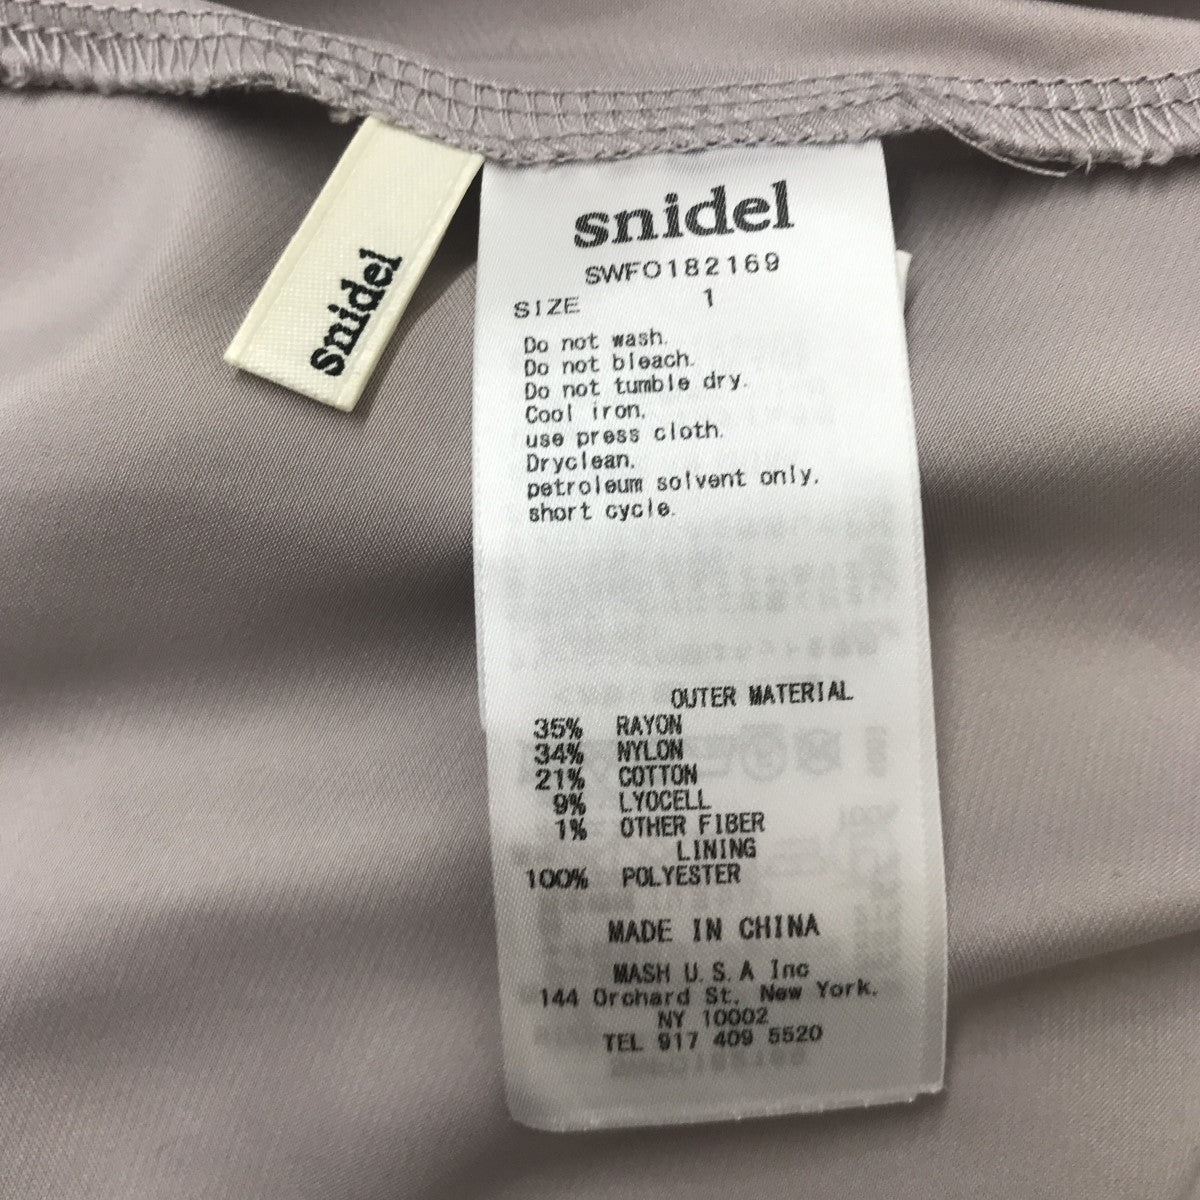 snidel
snidel
SWFO182169
SIZE 1
Do not wash.
Do not bleach.
Do not tumble dry.
Cool iron.
use press cloth.
Dryclean.
petroleum solvent only.
short cycle.
OUTER MATERIAL
35% RAYON
34% NYLON
21% COTTON
9% LYOCELL
1% OTHER FIBER
LINING
100% POLYESTER
MADE IN CHINA
MASH U.S.A Inc
144 Orchard St. New York.
NY 10002
TEL 917 409 5520